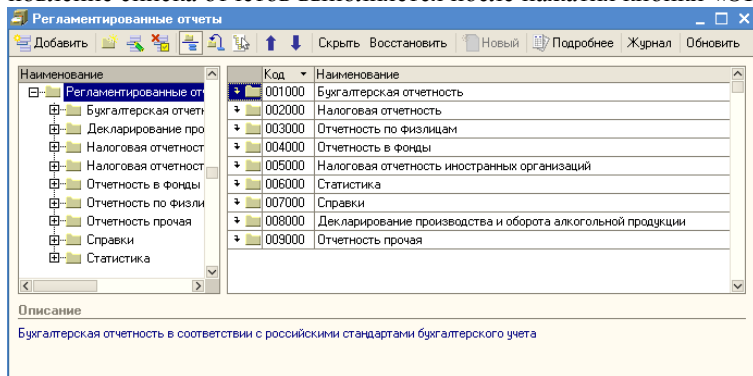 Регламентированные отчеты
Добавить Скрыть Восстановить Новый Подробнее Журнал Обновить
Наименование
Регламентированные от
Бухгалтерская отчетн
Декларирование про
Налоговая отчетност
Налоговая отчетност
Отчетность в фонды
Отчетность по физли
Отчетность прочая
Справки
Статистика
Код Наименование
001000 Бухгалтерская отчетность
002000 Налоговая отчетность
003000 Отчетность по физлицам
004000 Отчетность в фонды
005000 Налоговая отчетность иностранных организаций
006000 Статистика
007000 Справки
008000 Декларирование производства и оборота алкогольной продукции
009000 Отчетность прочая
Описание
Бухгалтерская отчетность в соответствии с российскими стандартами бухгалтерского учета